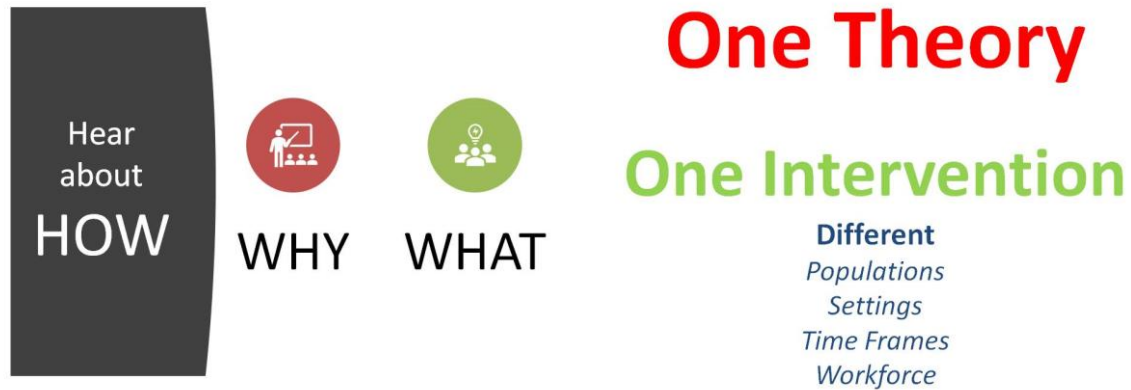 Hear
about
HOW
WHY
WHAT
One Theory
One Intervention
Different
Populations
Settings
Time Frames
Workforce